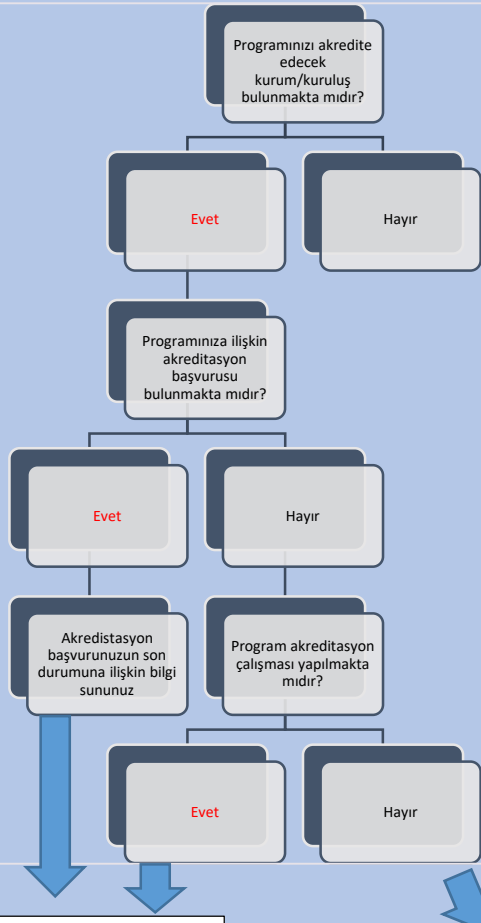 Programınızı akredite
edecek
kurum/kuruluş
bulunmakta mıdır?
Evet
Hayır
Programınıza ilişkin
akreditasyon
başvurusu
bulunmakta mıdır?
Evet
Hayır
Akredistasyon
başvurunuzun son
durumuna ilişkin bilgi
sununuz
Program akreditasyon
çalışması yapılmakta
mıdır?
Evet
Hayır